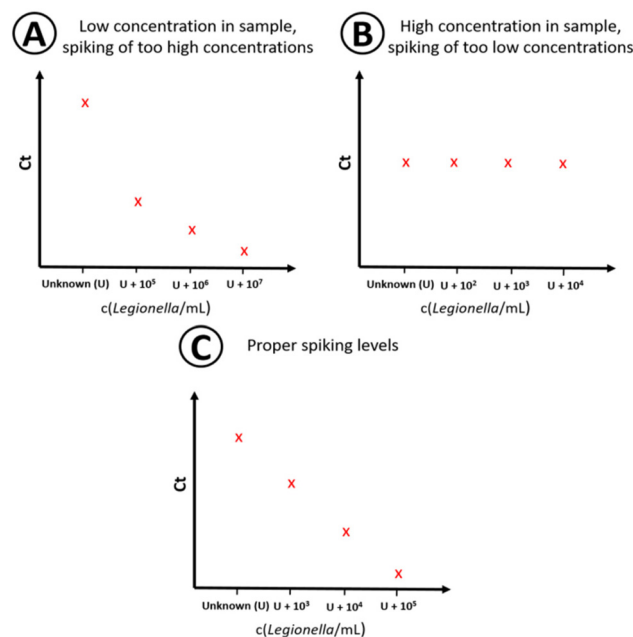 A
Low concentration in sample,
spiking of too high concentrations
Ct
x
x
x
x
Unknown (U) U + 10⁵ U + 10⁶ U + 10⁷
c(Legionella/mL)
B
High concentration in sample,
spiking of too low concentrations
Ct
x x x x
Unknown (U) U + 10² U + 10³ U + 10⁴
c(Legionella/mL)
C
Proper spiking levels
Ct
x
x
x
x
Unknown (U) U + 10³ U + 10⁴ U + 10⁵
c(Legionella/mL)